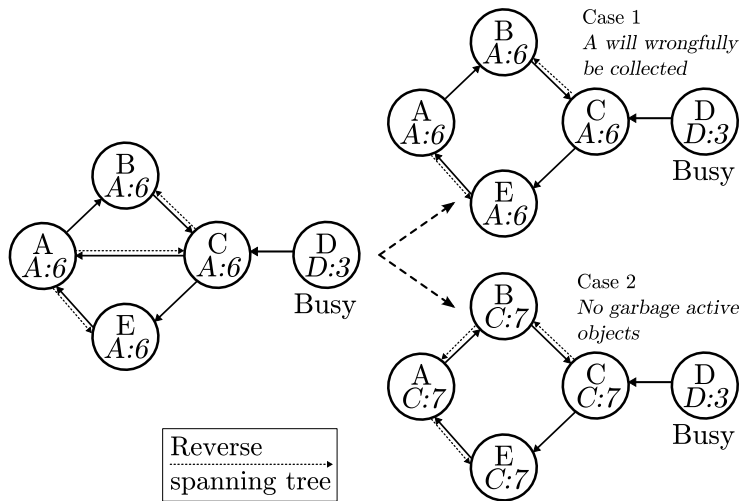 B
A:6
A
A:6
C
A:6
D
D:3
Busy
E
A:6
Reverse
spanning tree
Case 1
A will wrongfully
be collected
B
A:6
A
A:6
C
A:6
D
D:3
Busy
E
A:6
Case 2
No garbage active
objects
B
C:7
A
C:7
C
C:7
D
D:3
Busy
E
C:7